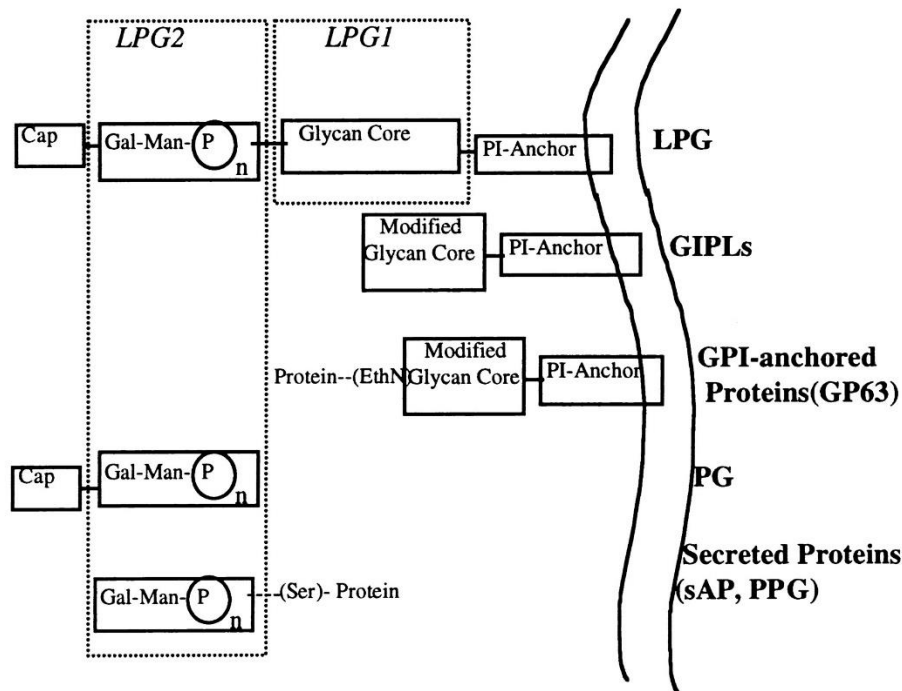 LPG2 LPG1
Cap Gal-Man-P n Glycan Core PI-Anchor LPG
Modified
Glycan Core PI-Anchor GIPLs
Protein--(EthN) Modified
Glycan Core PI-Anchor GPI-anchored
Proteins(GP63)
Cap Gal-Man-P n PG
Gal-Man-P n --(Ser)- Protein Secreted Proteins
(sAP, PPG)